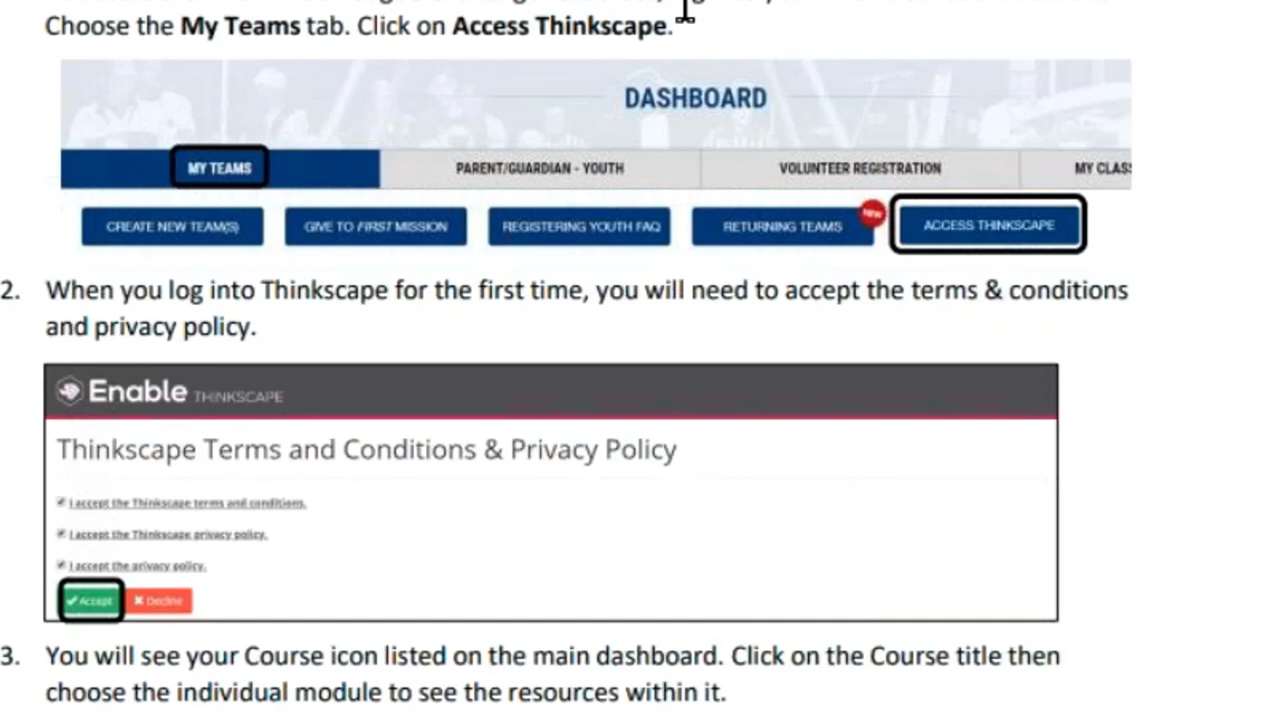 Choose the My Teams tab. Click on Access Thinkscape.
DASHBOARD
MY TEAMS
PARENT/GUARDIAN - YOUTH
VOLUNTEER REGISTRATION
MY CLAS
CREATE NEW TEAM(S)
GIVE TO FIRST MISSION
REGISTERING YOUTH FAQ
RETURNING TEAMS
NEW
ACCESS THINKSCAPE
2. When you log into Thinkscape for the first time, you will need to accept the terms & conditions
and privacy policy.
Enable THINKSCAPE
Thinkscape Terms and Conditions & Privacy Policy
I accept the Thinkscape terms and conditions.
I accept the Thinkscape privacy policy.
I accept the privacy policy.
Accept
Decline
3. You will see your Course icon listed on the main dashboard. Click on the Course title then
choose the individual module to see the resources within it.